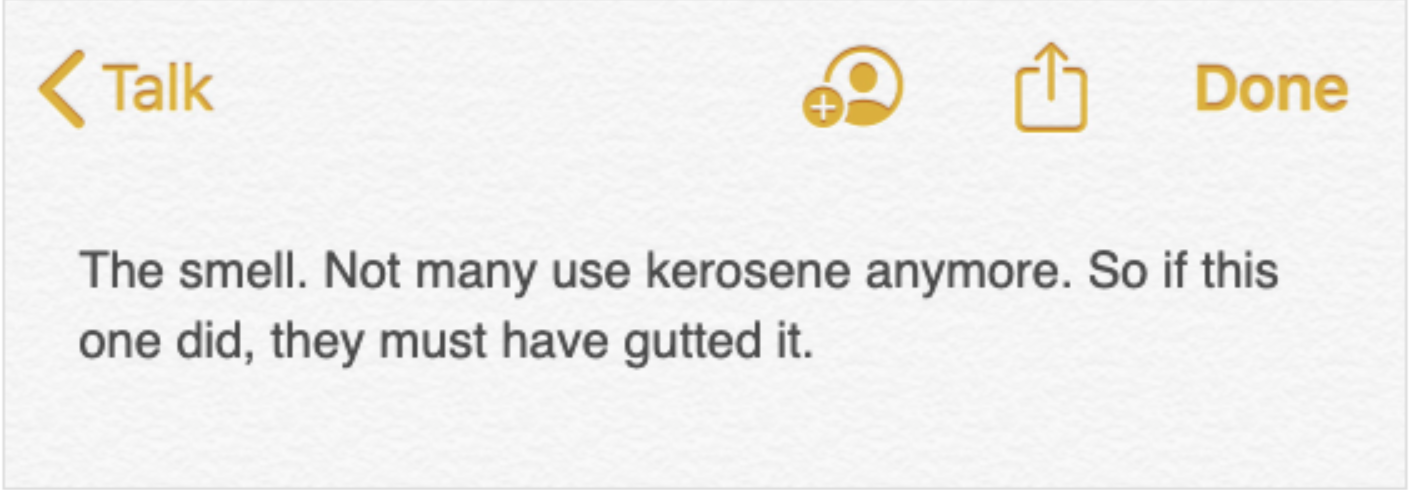 Talk
Done
The smell. Not many use kerosene anymore. So if this
one did, they must have gutted it.